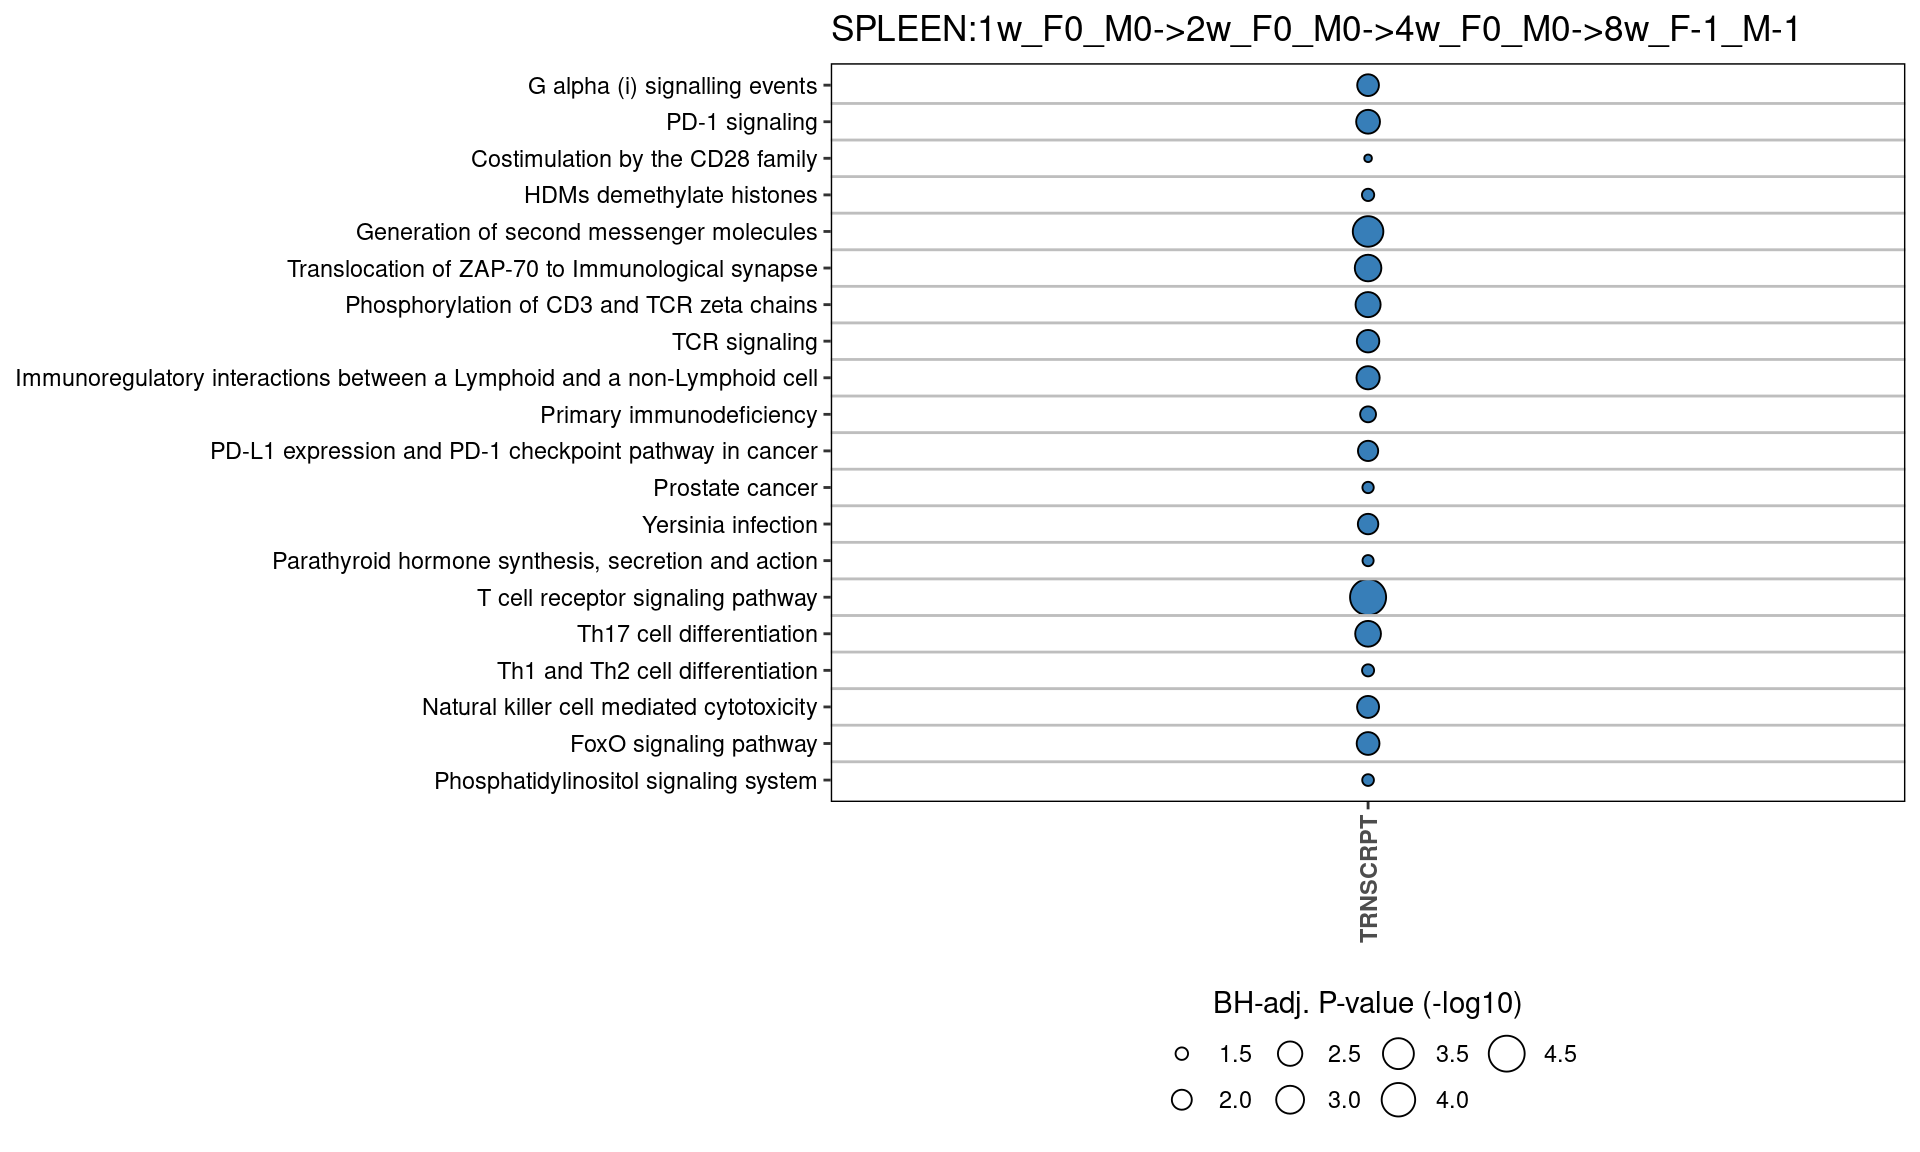 SPLEEN:1w_F0_M0->2w_F0_M0->4w_F0_M0->8w_F-1_M-1
G alpha (i) signalling events
PD-1 signaling
Costimulation by the CD28 family
HDMs demethylate histones
Generation of second messenger molecules
Translocation of ZAP-70 to Immunological synapse
Phosphorylation of CD3 and TCR zeta chains
TCR signaling
Immunoregulatory interactions between a Lymphoid and a non-Lymphoid cell
Primary immunodeficiency
PD-L1 expression and PD-1 checkpoint pathway in cancer
Prostate cancer
Yersinia infection
Parathyroid hormone synthesis, secretion and action
T cell receptor signaling pathway
Th17 cell differentiation
Th1 and Th2 cell differentiation
Natural killer cell mediated cytotoxicity
FoxO signaling pathway
Phosphatidylinositol signaling system
TRNSCRPT
BH-adj. P-value (-log10)
1.5 2.5 3.5 4.5
2.0 3.0 4.0